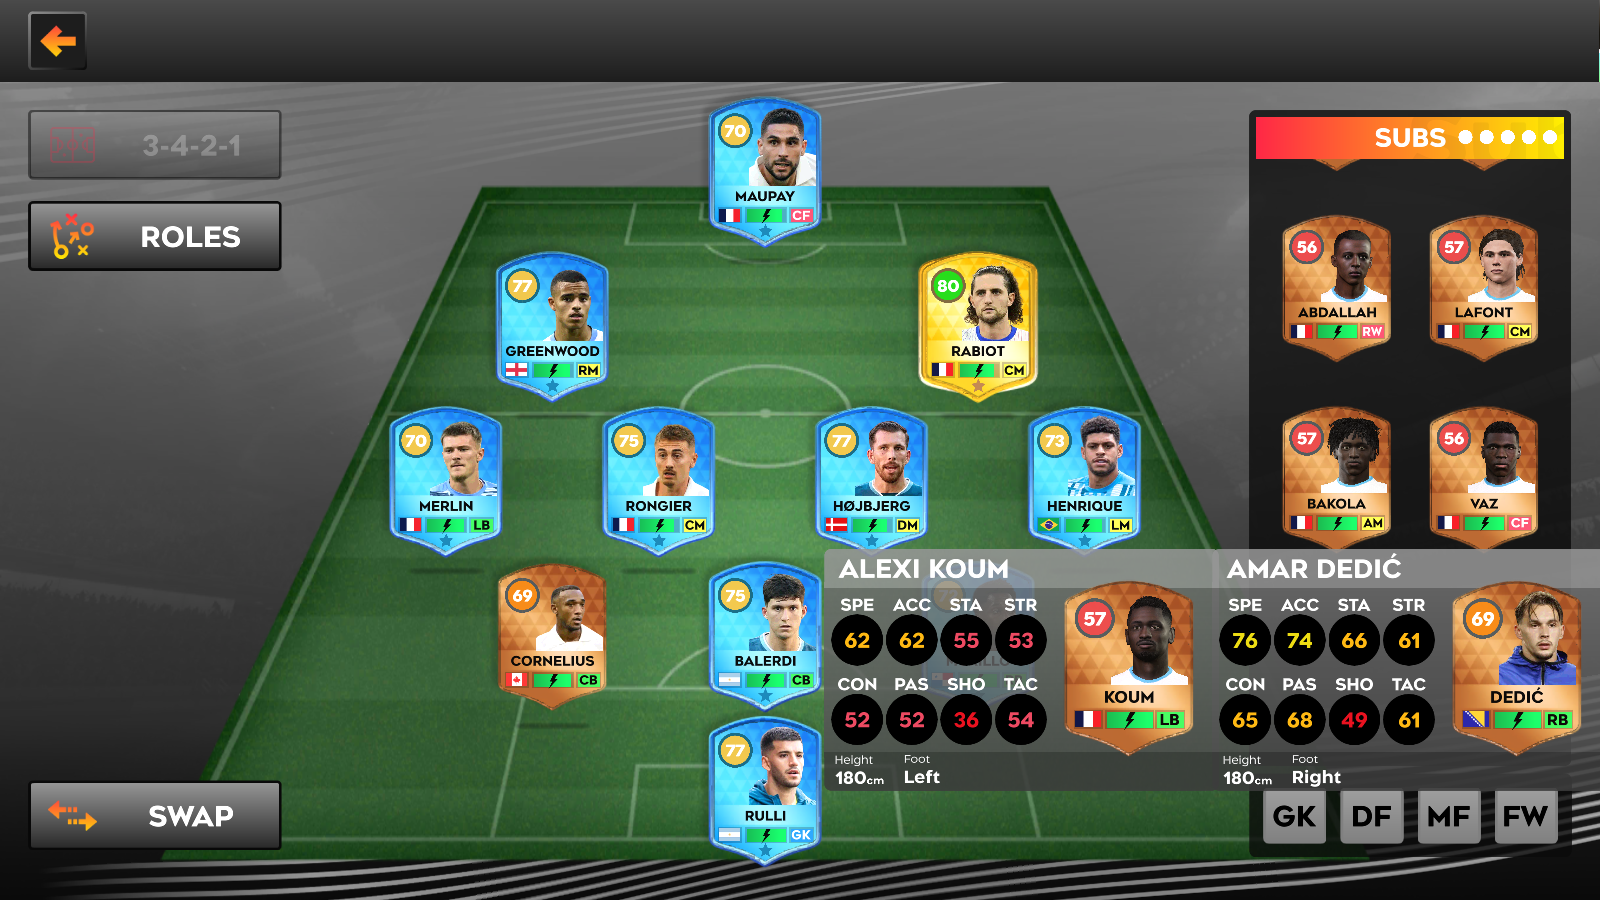 3-4-2-1
ROLES
SWAP
70
MAUPAY
CF
77
GREENWOOD
RM
80
RABIOT
CM
70
MERLIN
LB
75
RONGIER
CM
77
HØJBJERG
DM
73
HENRIQUE
LM
69
CORNELIUS
CB
75
BALERDI
CB
77
RULLI
GK
SUBS
56
ABDALLAH
RW
57
LAFONT
CM
57
BAKOLA
AM
56
VAZ
CF
ALEXI KOUM
SPE ACC STA STR
62 62 55 53
CON PAS SHO TAC
52 52 36 54
Height Foot
180cm Left
57
KOUM
LB
AMAR DEDIĆ
SPE ACC STA STR
76 74 66 61
CON PAS SHO TAC
65 68 49 61
Height Foot
180cm Right
69
DEDIĆ
RB
GK DF MF FW